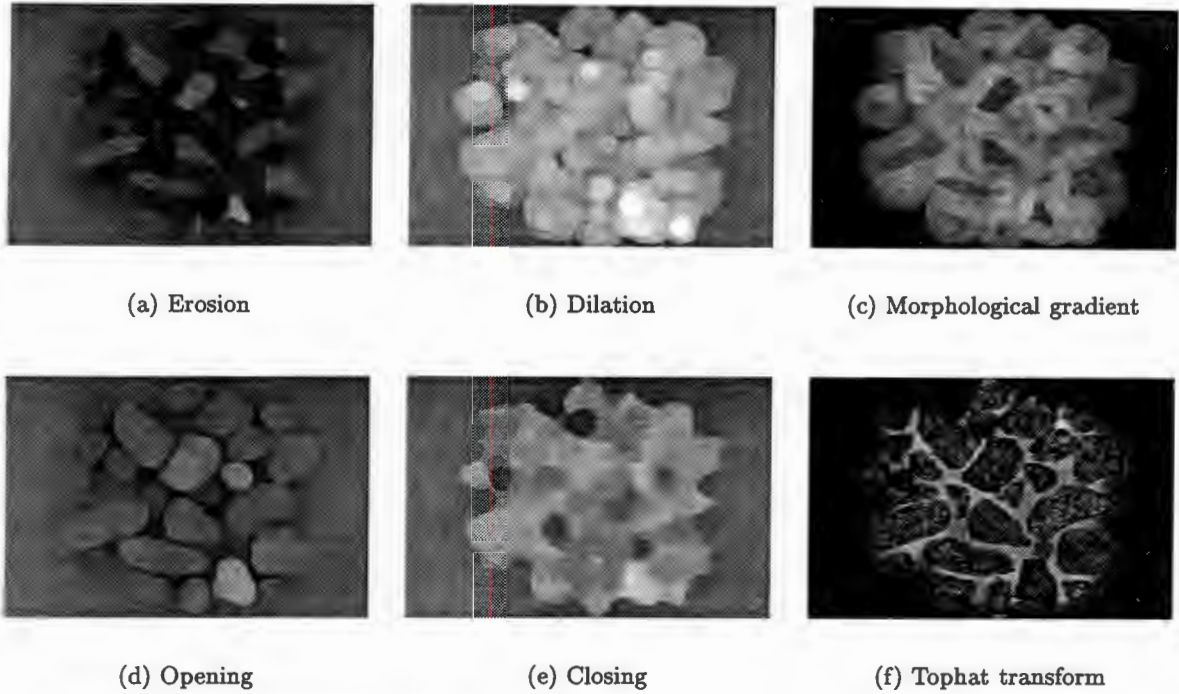 (a) Erosion
(b) Dilation
(c) Morphological gradient
(d) Opening
(e) Closing
(f) Tophat transform